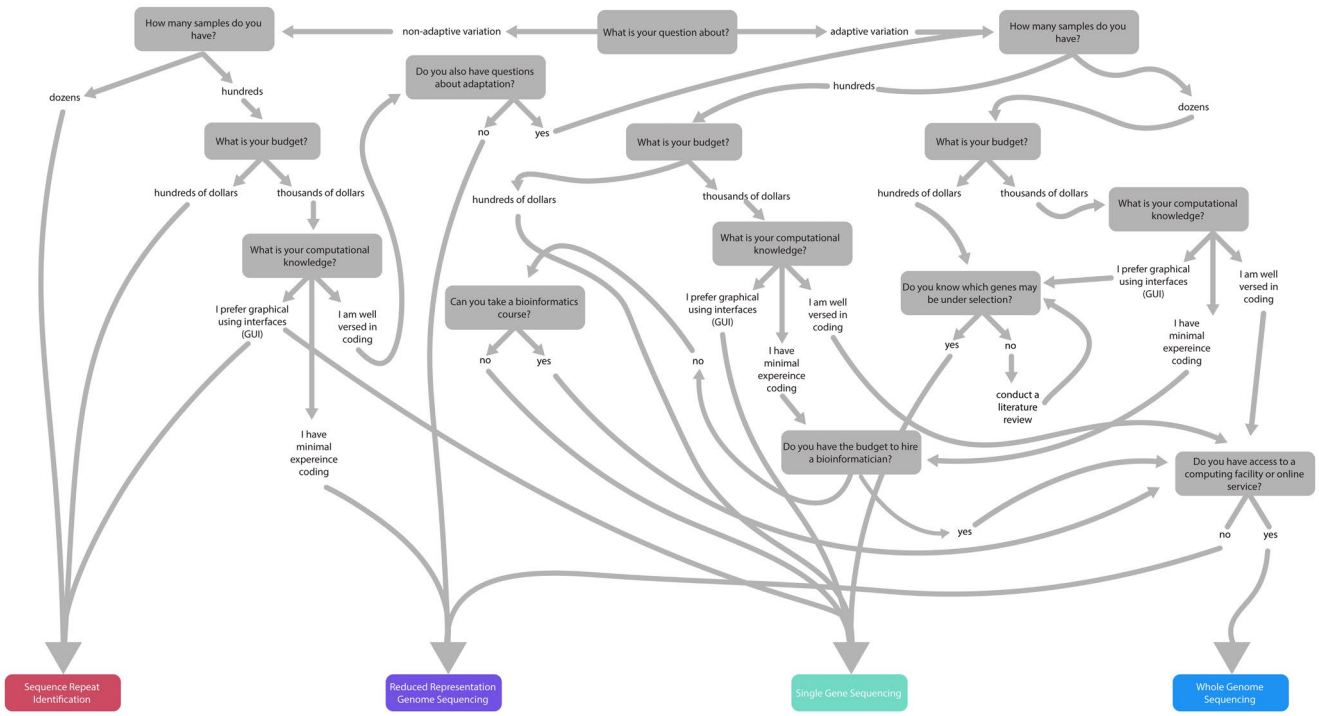 What is your question about?
non-adaptive variation
adaptive variation
How many samples do you
have?
dozens
hundreds
What is your budget?
hundreds of dollars
thousands of dollars
What is your computational
knowledge?
I prefer graphical
using interfaces
(GUI)
I am well
versed in
coding
I have
minimal
expereince
coding
Do you also have questions
about adaptation?
no
yes
How many samples do you
have?
hundreds
dozens
What is your budget?
hundreds of dollars
thousands of dollars
What is your computational
knowledge?
I prefer graphical
using interfaces
(GUI)
I am well
versed in
coding
I have
minimal
expereince
coding
Can you take a bioinformatics
course?
no
yes
no
Do you have the budget to hire
a bioinformatician?
yes
What is your budget?
hundreds of dollars
thousands of dollars
What is your computational
knowledge?
I prefer graphical
using interfaces
(GUI)
I am well
versed in
coding
I have
minimal
expereince
coding
Do you know which genes may
be under selection?
yes
no
conduct a
literature
review
Do you have access to a
computing facility or online
service?
no
yes
Sequence Repeat
Identification
Reduced Representation
Genome Sequencing
Single Gene Sequencing
Whole Genome
Sequencing